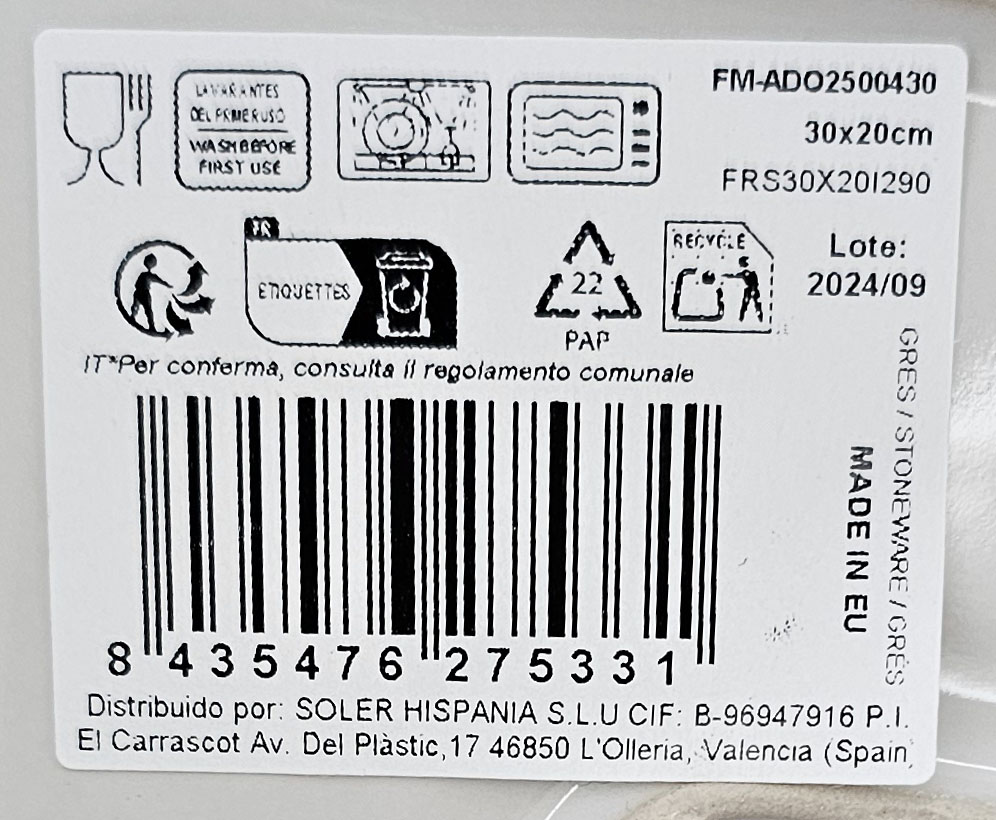 LAVAR ANTES
DEL PRIMER USO
WASH BEFORE
FIRST USE
FM-ADO2500430
30x20cm
FRS30X20I290
FR
ETIQUETTES
22
PAP
RECYCLE
Lote:
2024/09
IT*Per conferma, consulta il regolamento comunale
GRES / STONEWARE / GRÈS
MADE IN EU
8 435476 275331
Distribuido por: SOLER HISPANIA S.L.U CIF: B-96947916 P.I.
El Carrascot Av. Del Plàstic,17 46850 L'Olleria, Valencia (Spain)